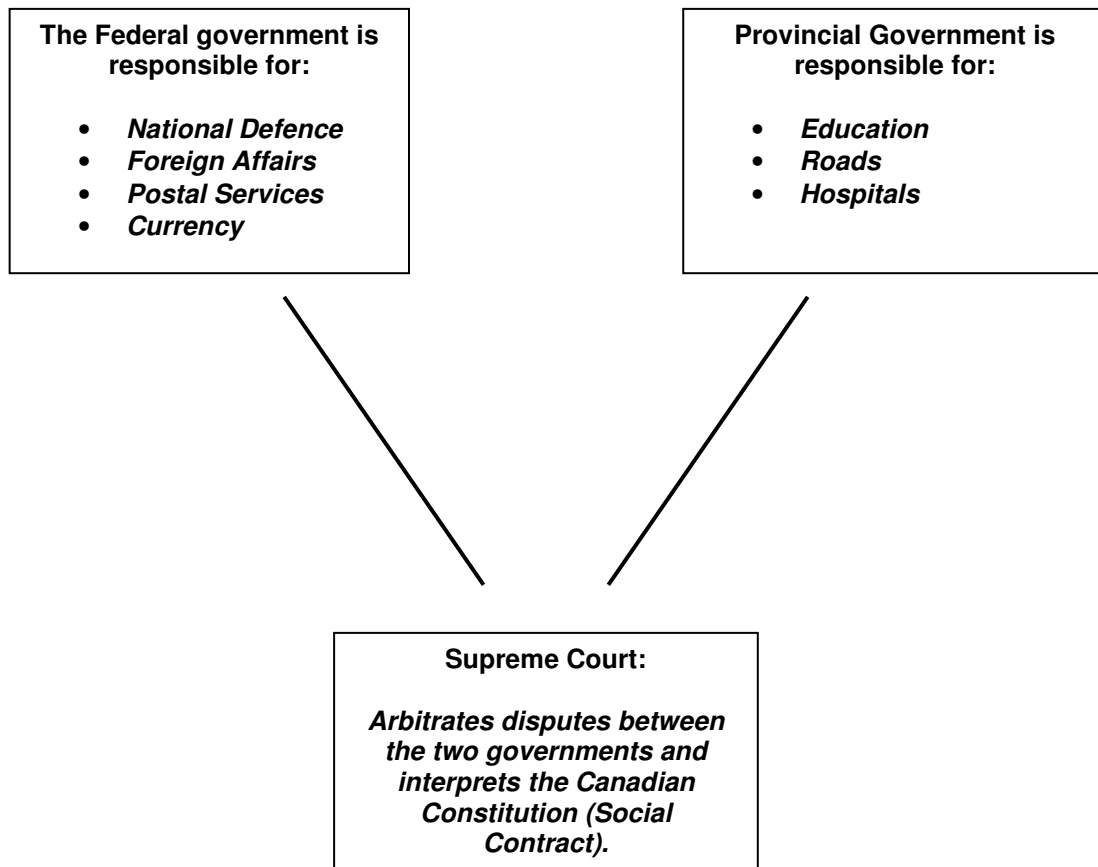 The Federal government is
responsible for:
• National Defence
• Foreign Affairs
• Postal Services
• Currency
Provincial Government is
responsible for:
• Education
• Roads
• Hospitals
Supreme Court:
Arbitrates disputes between
the two governments and
interprets the Canadian
Constitution (Social
Contract).